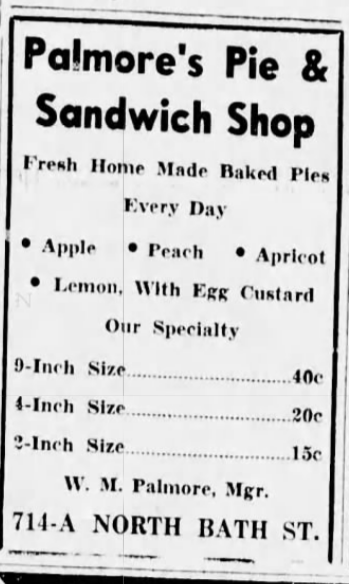 Palmore's Pie &
Sandwich Shop
Fresh Home Made Baked Pies
Every Day
• Apple • Peach • Apricot
• Lemon, With Egg Custard
Our Specialty
9-Inch Size..............................40c
4-Inch Size..............................20c
2-Inch Size..............................15c
W. M. Palmore, Mgr.
714-A NORTH BATH ST.